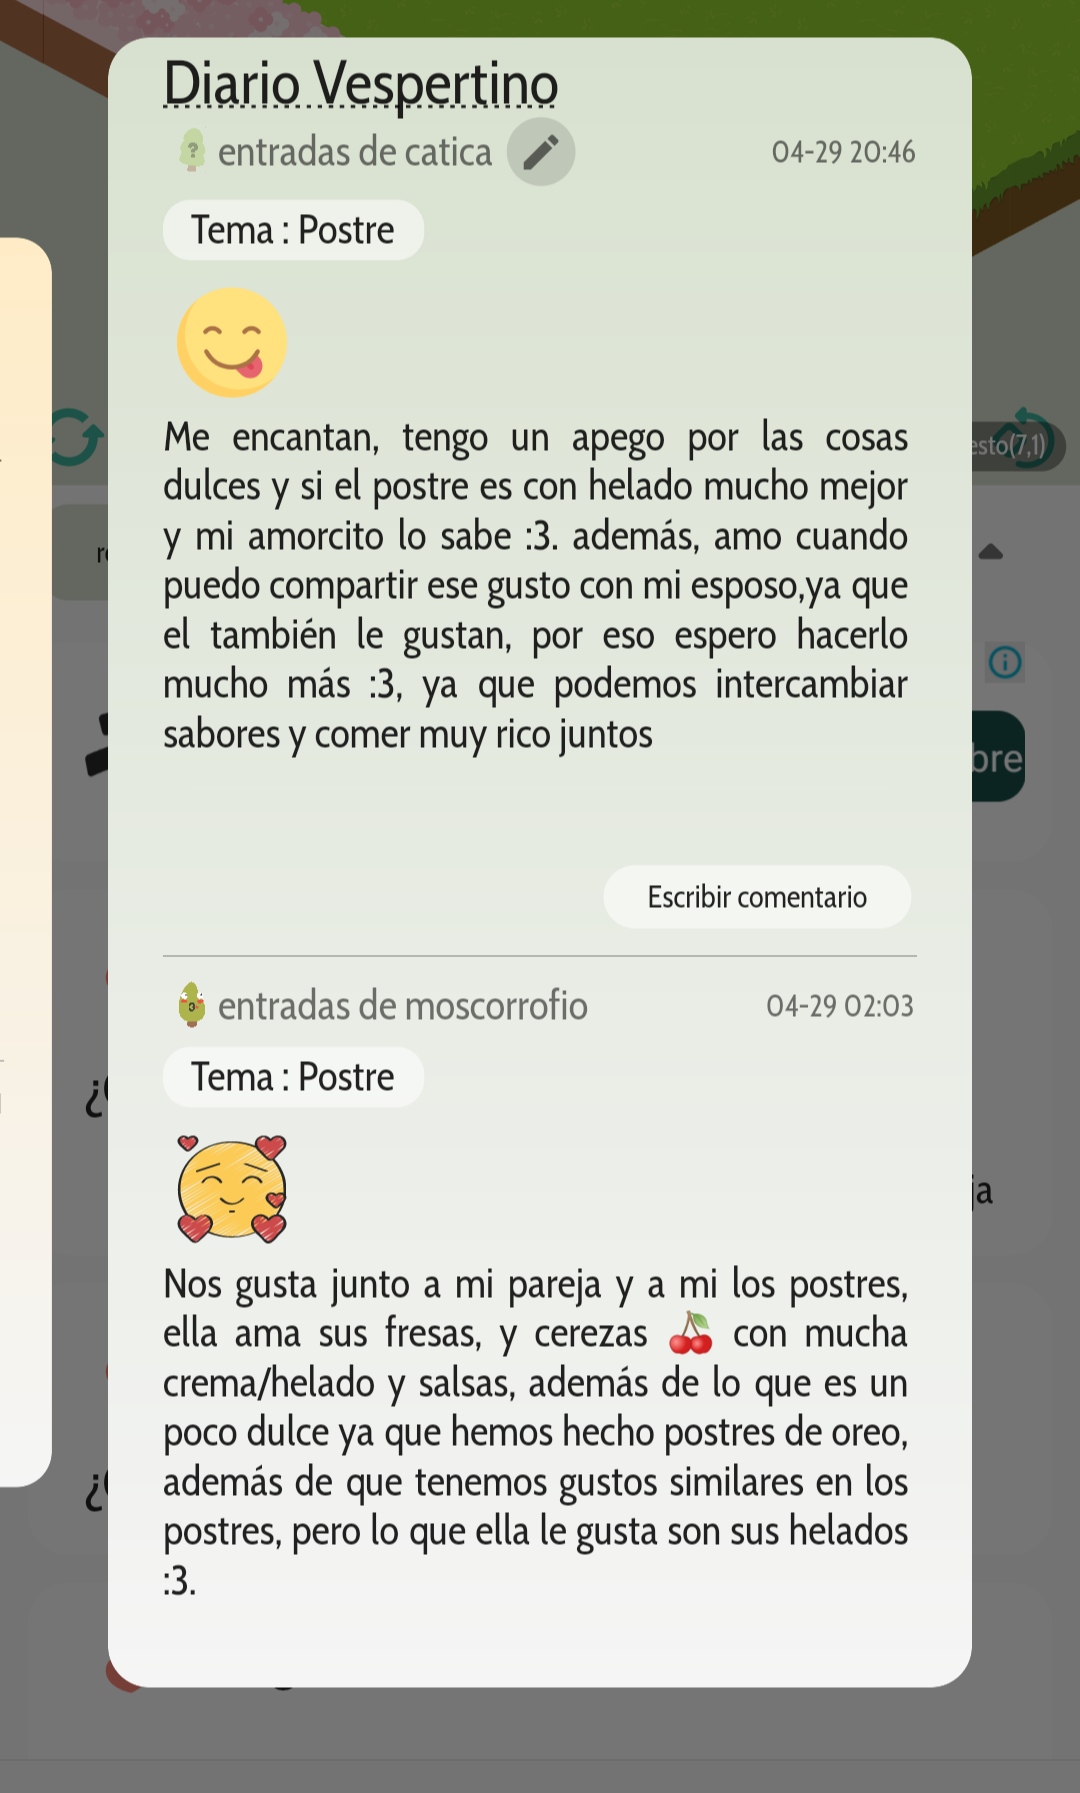 Diario Vespertino
entradas de catica
04-29 20:46
Tema : Postre
Me encantan, tengo un apego por las cosas
dulces y si el postre es con helado mucho mejor
y mi amorcito lo sabe :3. además, amo cuando
puedo compartir ese gusto con mi esposo,ya que
el también le gustan, por eso espero hacerlo
mucho más :3, ya que podemos intercambiar
sabores y comer muy rico juntos
Escribir comentario
entradas de moscorrofio
04-29 02:03
Tema : Postre
Nos gusta junto a mi pareja y a mi los postres,
ella ama sus fresas, y cerezas 🍒 con mucha
crema/helado y salsas, además de lo que es un
poco dulce ya que hemos hecho postres de oreo,
además de que tenemos gustos similares en los
postres, pero lo que ella le gusta son sus helados
:3.